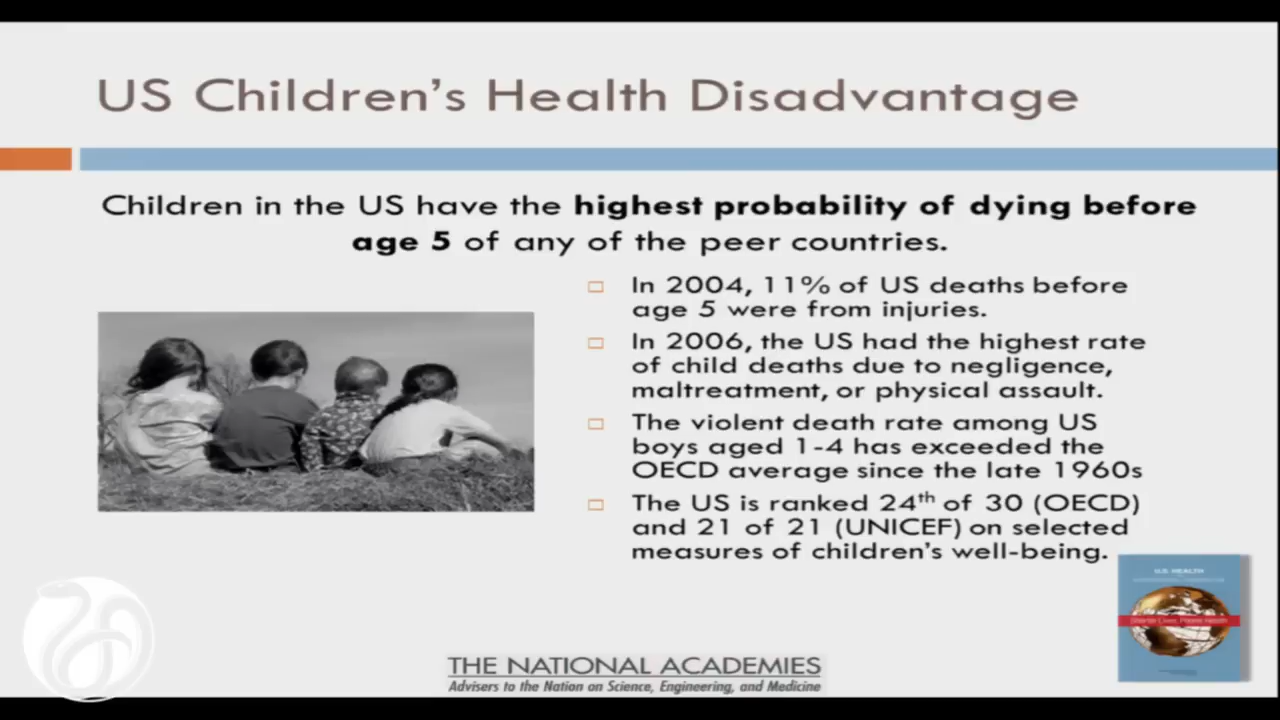 US Children's Health Disadvantage
Children in the US have the highest probability of dying before
age 5 of any of the peer countries.
In 2004, 11% of US deaths before
age 5 were from injuries.
In 2006, the US had the highest rate
of child deaths due to negligence,
maltreatment, or physical assault.
The violent death rate among US
boys aged 1-4 has exceeded the
OECD average since the late 1960s
The US is ranked 24th of 30 (OECD)
and 21 of 21 (UNICEF) on selected
measures of children's well-being.
U.S. HEALTH
Shorter Lives, Poorer Health
THE NATIONAL ACADEMIES
Advisers to the Nation on Science, Engineering, and Medicine